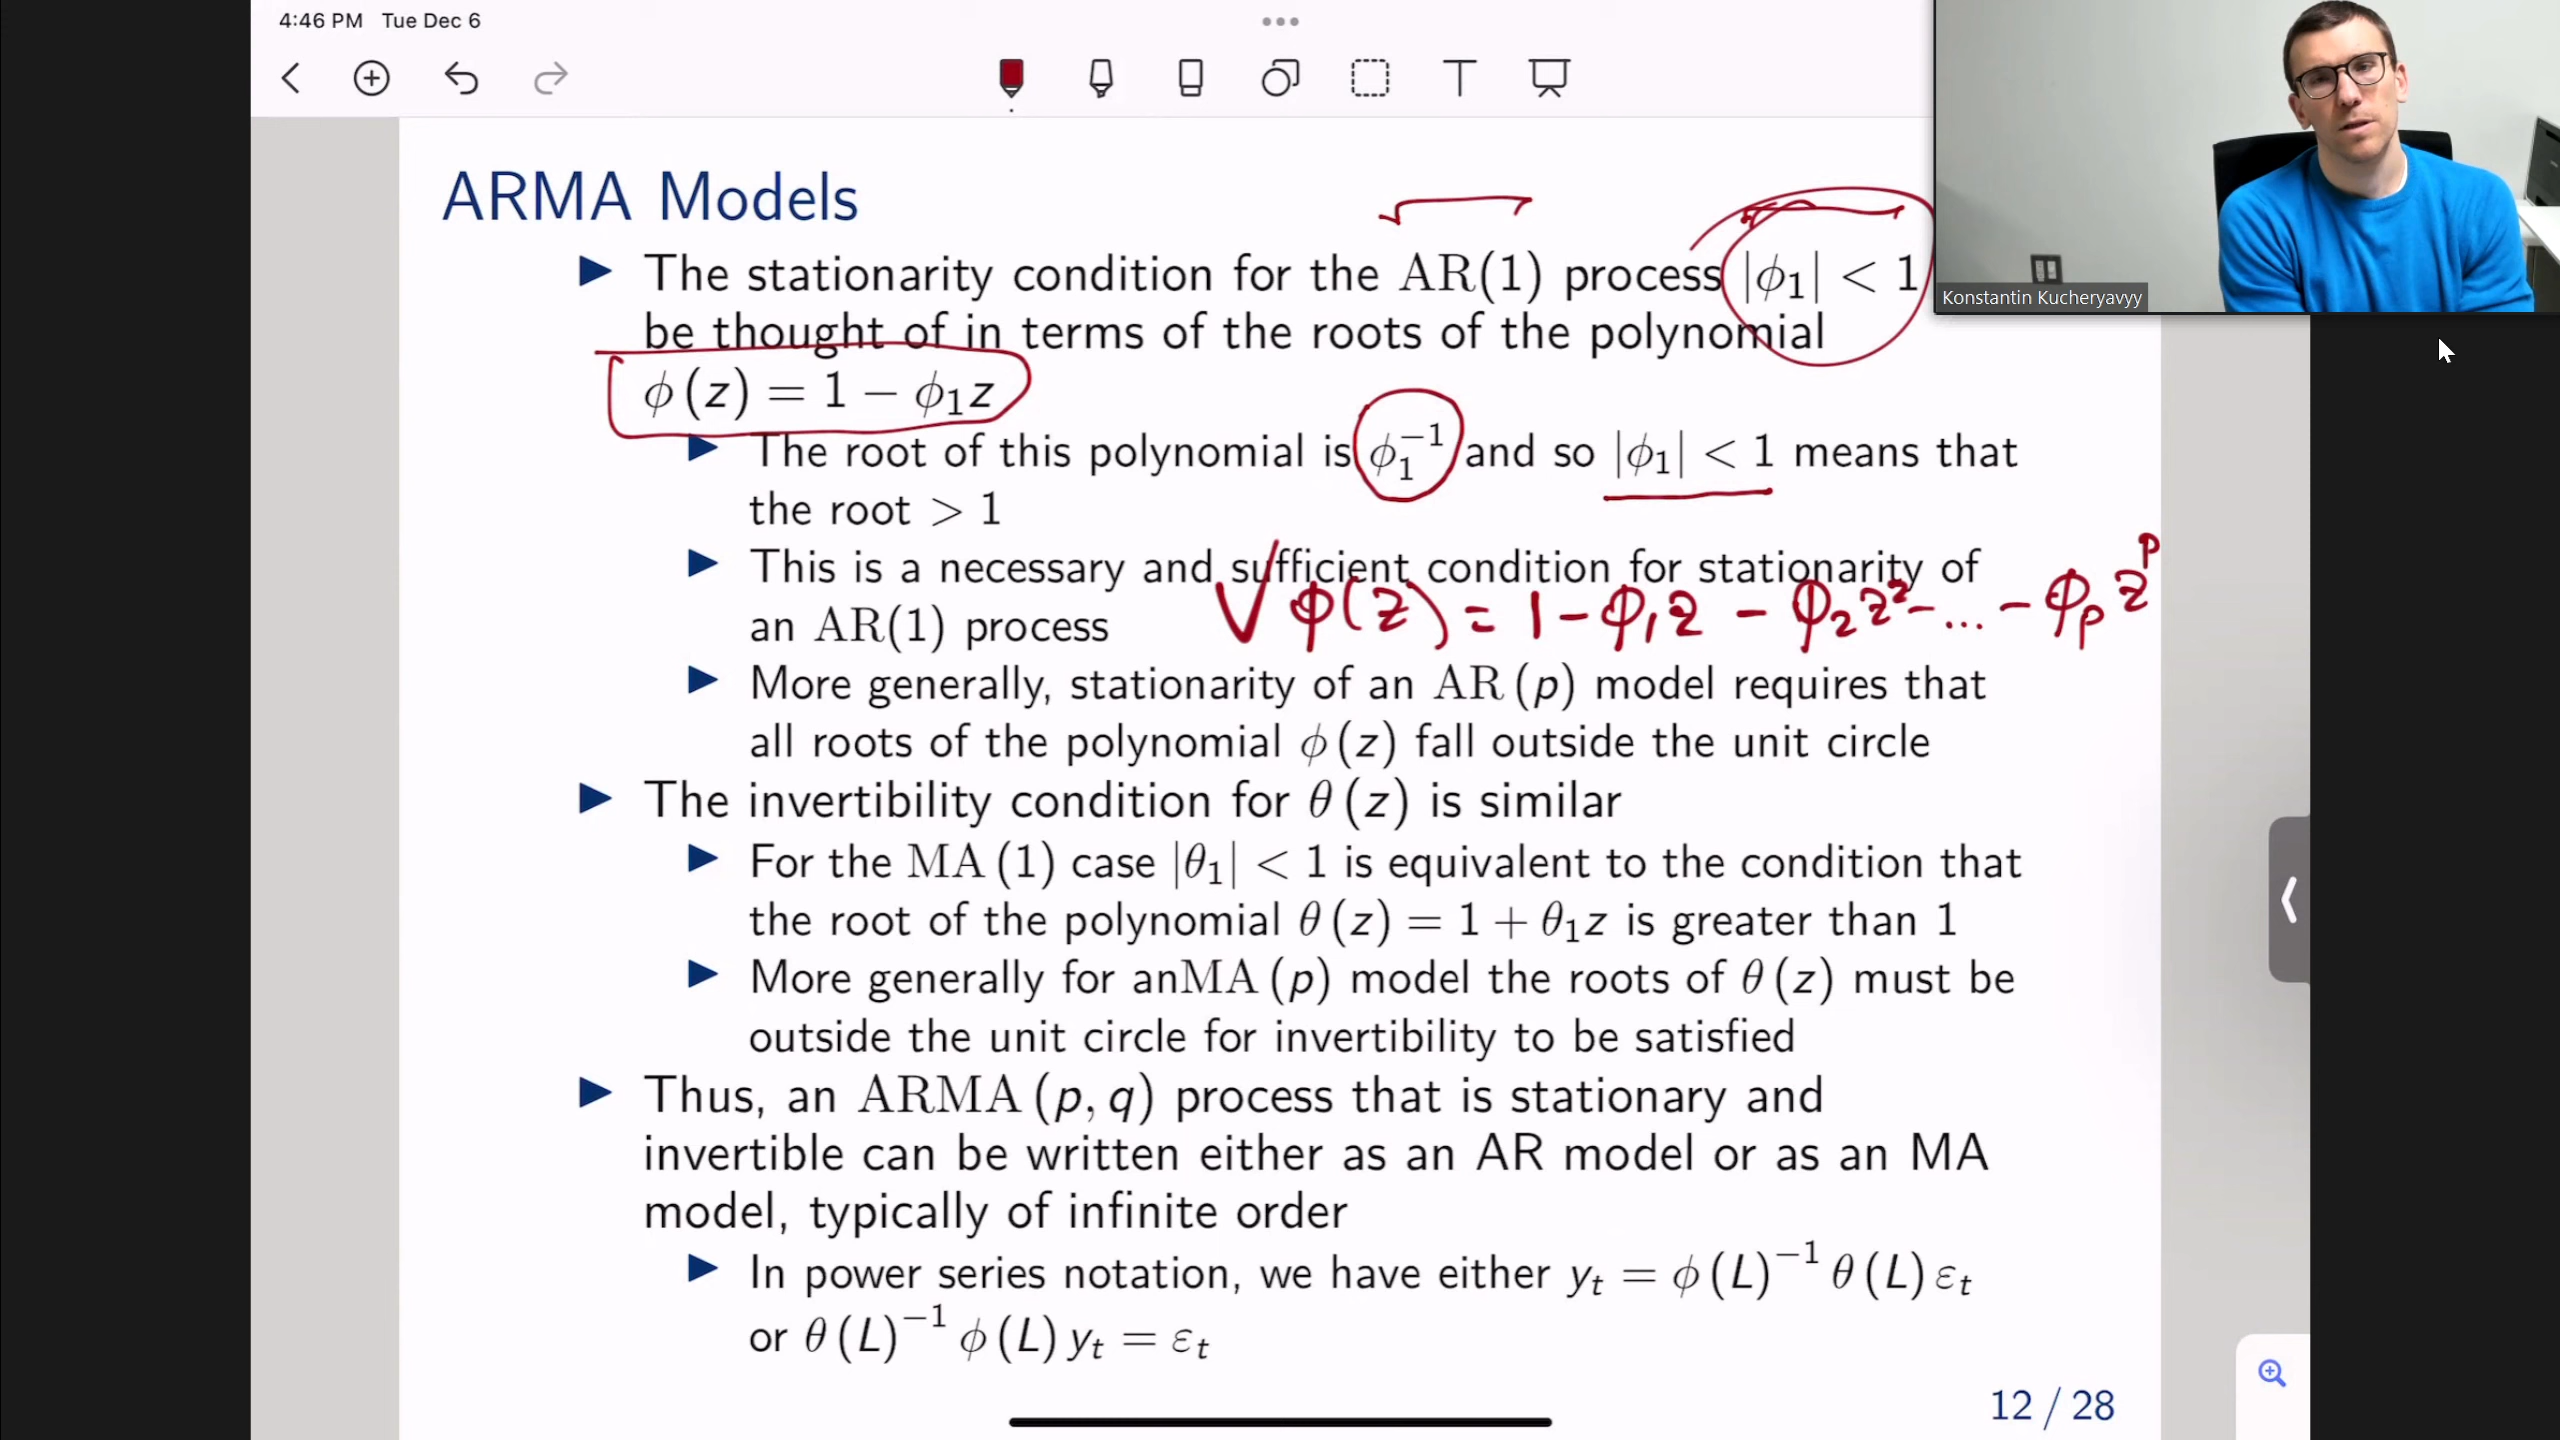 4:46 PM Tue Dec 6
ARMA Models
▶ The stationarity condition for the AR(1) process |ϕ₁| < 1
be thought of in terms of the roots of the polynomial
ϕ (z) = 1 − ϕ₁z
▶ The root of this polynomial is ϕ₁⁻¹ and so |ϕ₁| < 1 means that
the root > 1
▶ This is a necessary and sufficient condition for stationarity of
an AR(1) process
√ φ(z) = 1 - φ₁z - φ₂z² - ... - φₚzᵖ
▶ More generally, stationarity of an AR (p) model requires that
all roots of the polynomial ϕ (z) fall outside the unit circle
▶ The invertibility condition for θ (z) is similar
▶ For the MA (1) case |θ₁| < 1 is equivalent to the condition that
the root of the polynomial θ (z) = 1 + θ₁z is greater than 1
▶ More generally for anMA (p) model the roots of θ (z) must be
outside the unit circle for invertibility to be satisfied
▶ Thus, an ARMA (p, q) process that is stationary and
invertible can be written either as an AR model or as an MA
model, typically of infinite order
▶ In power series notation, we have either yₜ = ϕ (L)⁻¹ θ (L) εₜ
or θ (L)⁻¹ ϕ (L) yₜ = εₜ
12 / 28
Konstantin Kucheryavyy